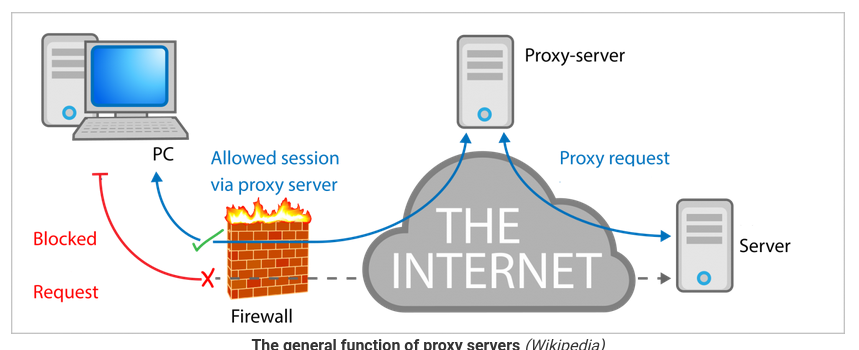 Proxy-server
PC
Allowed session
via proxy server
Proxy request
THE
INTERNET
Blocked
Request
Server
Firewall
The general function of proxy servers (Wikipedia)